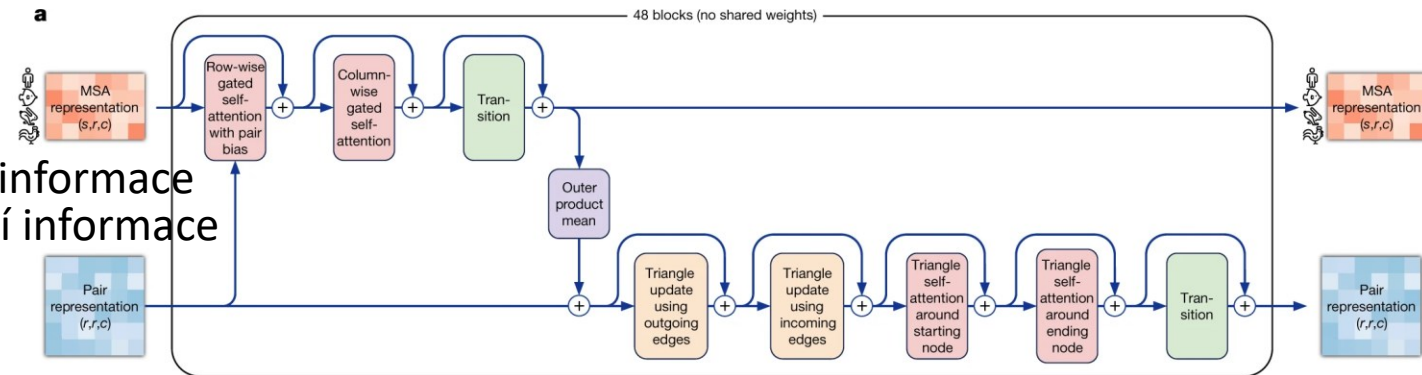 a
48 blocks (no shared weights)
MSA
representation
(s,r,c)
Row-wise
gated
self-
attention
with pair
bias
+
Column-
wise
gated
self-
attention
+
Tran-
sition
+
MSA
representation
(s,r,c)
informace
í informace
Outer
product
mean
Pair
representation
(r,r,c)
+
Triangle
update
using
outgoing
edges
+
Triangle
update
using
incoming
edges
+
Triangle
self-
attention
around
starting
node
+
Triangle
self-
attention
around
ending
node
+
Tran-
sition
+
Pair
representation
(r,r,c)